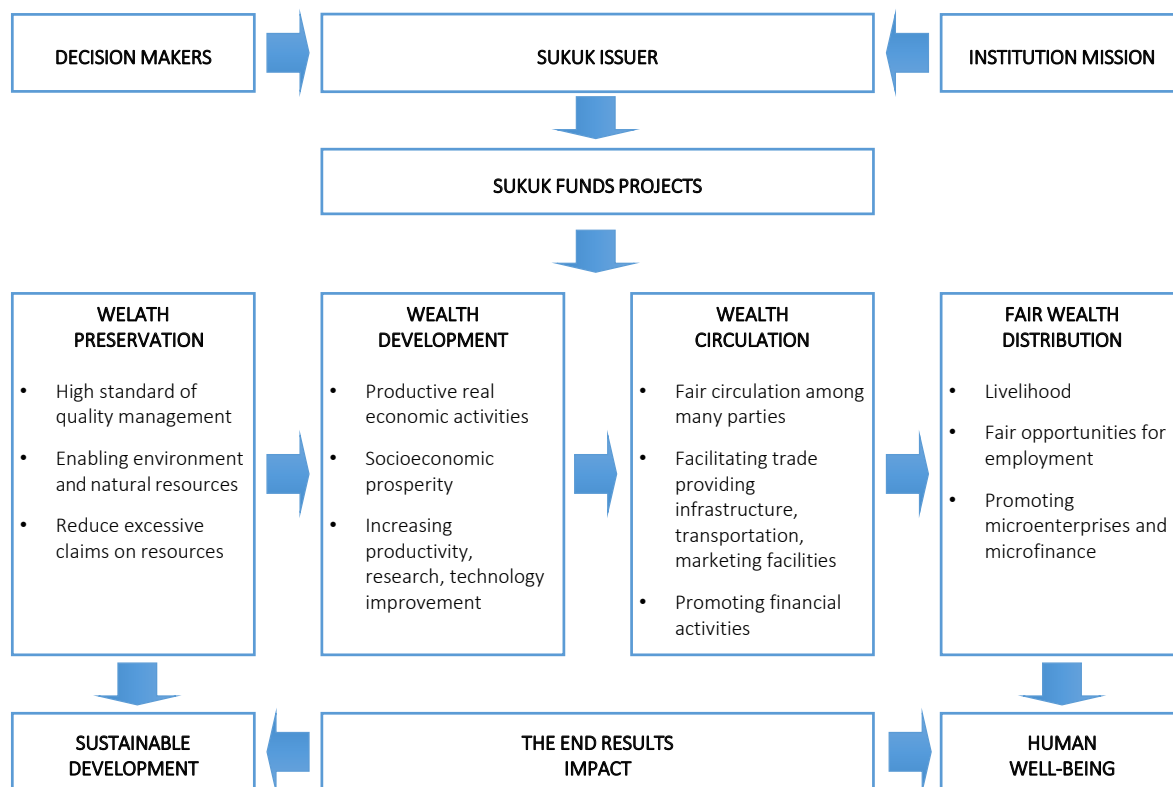 DECISION MAKERS
SUKUK ISSUER
INSTITUTION MISSION
SUKUK FUNDS PROJECTS
WELATH
PRESERVATION
• High standard of
quality management
• Enabling environment
and natural resources
• Reduce excessive
claims on resources
WEALTH
DEVELOPMENT
• Productive real
economic activities
• Socioeconomic
prosperity
• Increasing
productivity,
research, technology
improvement
WEALTH
CIRCULATION
• Fair circulation among
many parties
• Facilitating trade
providing
infrastructure,
transportation,
marketing facilities
• Promoting financial
activities
FAIR WEALTH
DISTRIBUTION
• Livelihood
• Fair opportunities for
employment
• Promoting
microenterprises and
microfinance
SUSTAINABLE
DEVELOPMENT
THE END RESULTS
IMPACT
HUMAN
WELL-BEING